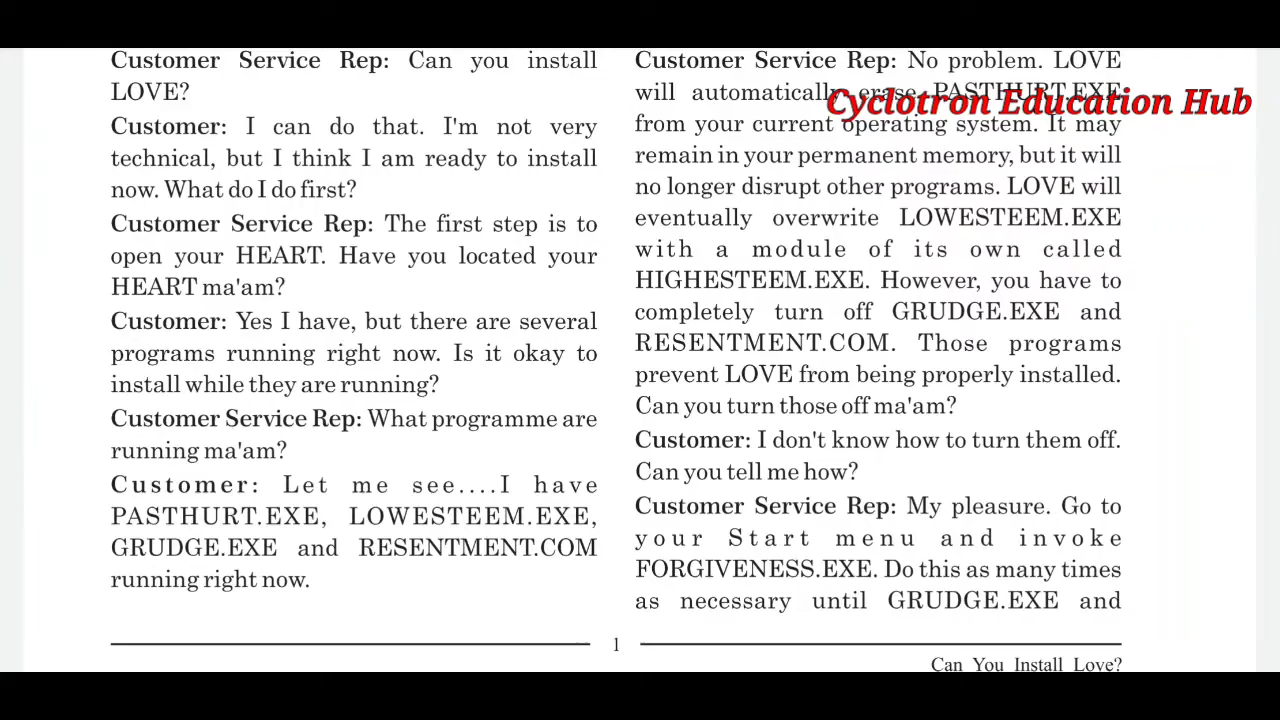 Customer Service Rep: Can you install
LOVE?
Customer: I can do that. I'm not very
technical, but I think I am ready to install
now. What do I do first?
Customer Service Rep: The first step is to
open your HEART. Have you located your
HEART ma'am?
Customer: Yes I have, but there are several
programs running right now. Is it okay to
install while they are running?
Customer Service Rep: What programme are
running ma'am?
Customer: Let me see....I have
PASTHURT.EXE, LOWESTEEM.EXE,
GRUDGE.EXE and RESENTMENT.COM
running right now.
Customer Service Rep: No problem. LOVE
will automatically erase PASTHURT.EXE
Cyclotron Education Hub
from your current operating system. It may
remain in your permanent memory, but it will
no longer disrupt other programs. LOVE will
eventually overwrite LOWESTEEM.EXE
with a module of its own called
HIGHESTEEM.EXE. However, you have to
completely turn off GRUDGE.EXE and
RESENTMENT.COM. Those programs
prevent LOVE from being properly installed.
Can you turn those off ma'am?
Customer: I don't know how to turn them off.
Can you tell me how?
Customer Service Rep: My pleasure. Go to
your Start menu and invoke
FORGIVENESS.EXE. Do this as many times
as necessary until GRUDGE.EXE and
1
Can You Install Love?